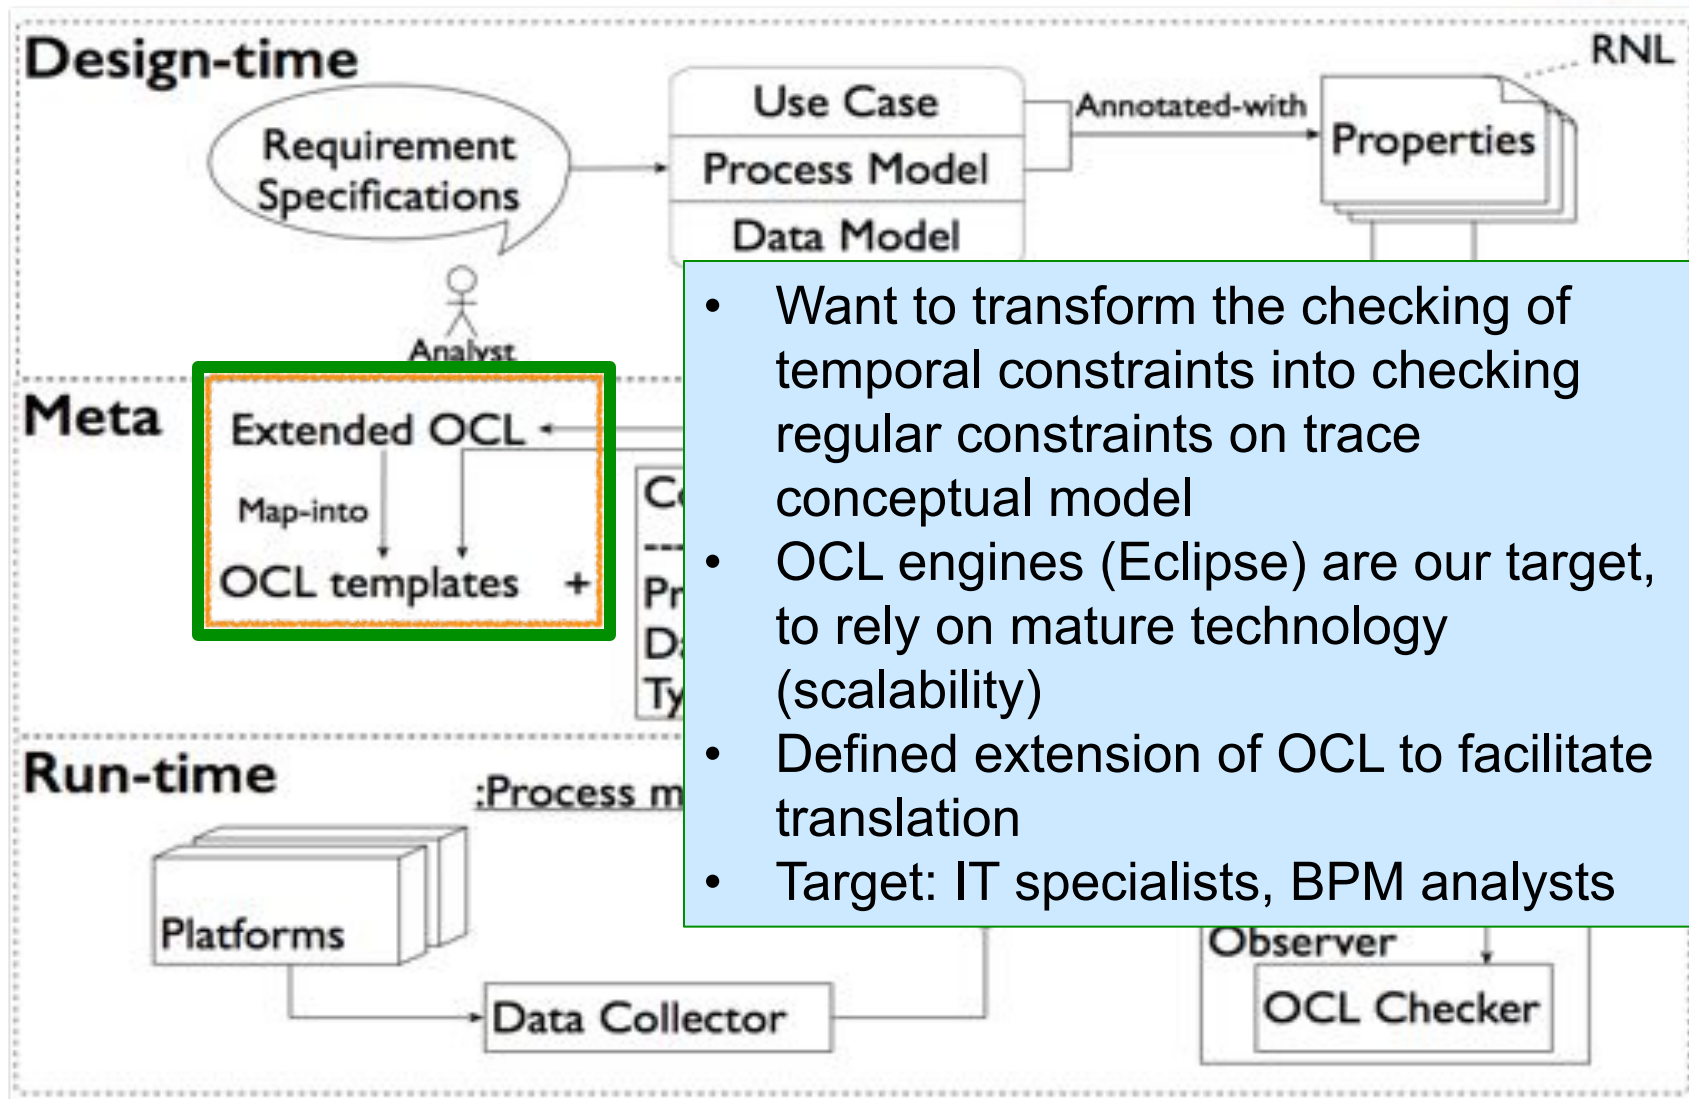 Design-time
RNL
Requirement
Specifications
Use Case
Process Model
Data Model
Annotated-with
Properties
Analyst
Meta
Extended OCL
Map-into
OCL templates +
• Want to transform the checking of
temporal constraints into checking
regular constraints on trace
conceptual model
• OCL engines (Eclipse) are our target,
to rely on mature technology
(scalability)
• Defined extension of OCL to facilitate
translation
• Target: IT specialists, BPM analysts
Run-time
:Process
Platforms
Data Collector
Observer
OCL Checker